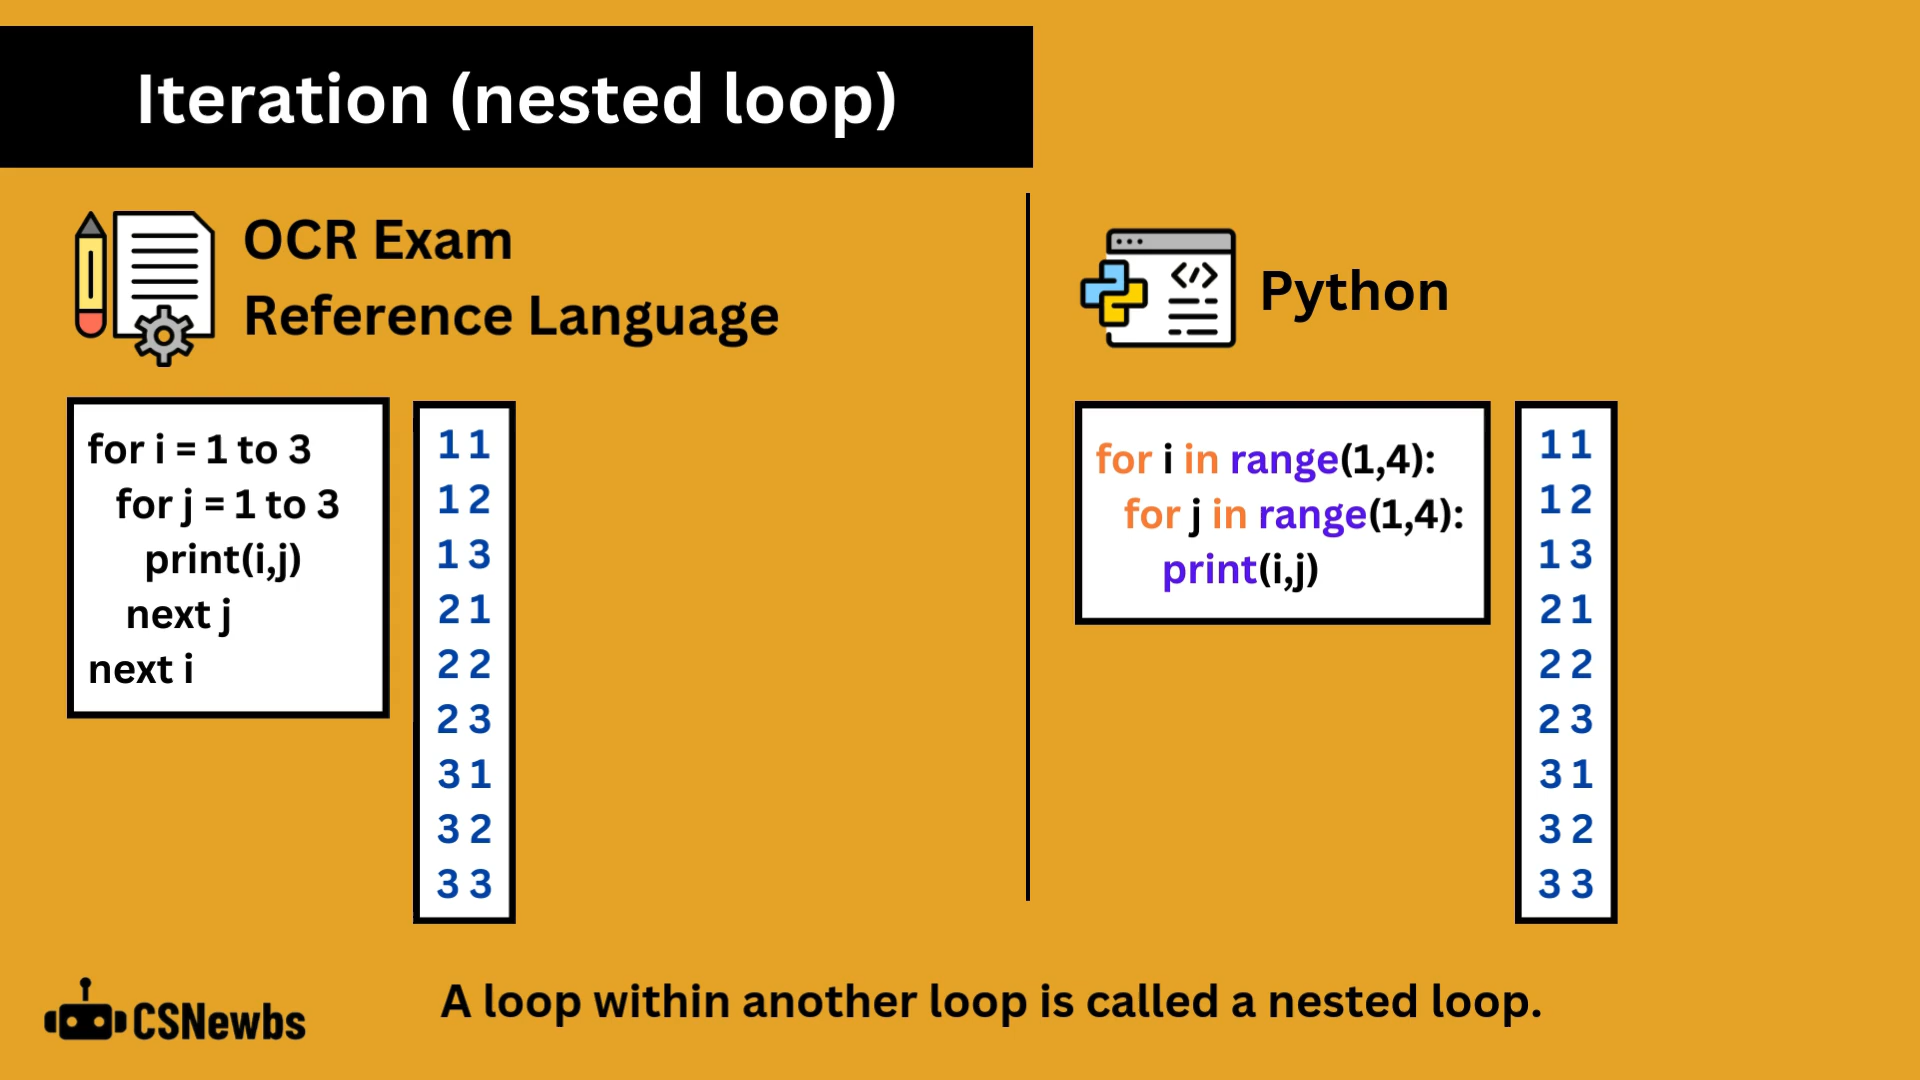 Iteration (nested loop)
OCR Exam
Reference Language
for i = 1 to 3
for j = 1 to 3
print(i,j)
next j
next i
1 1
1 2
1 3
2 1
2 2
2 3
3 1
3 2
3 3
Python
for i in range(1,4):
for j in range(1,4):
print(i,j)
1 1
1 2
1 3
2 1
2 2
2 3
3 1
3 2
3 3
CSNewbs
A loop within another loop is called a nested loop.